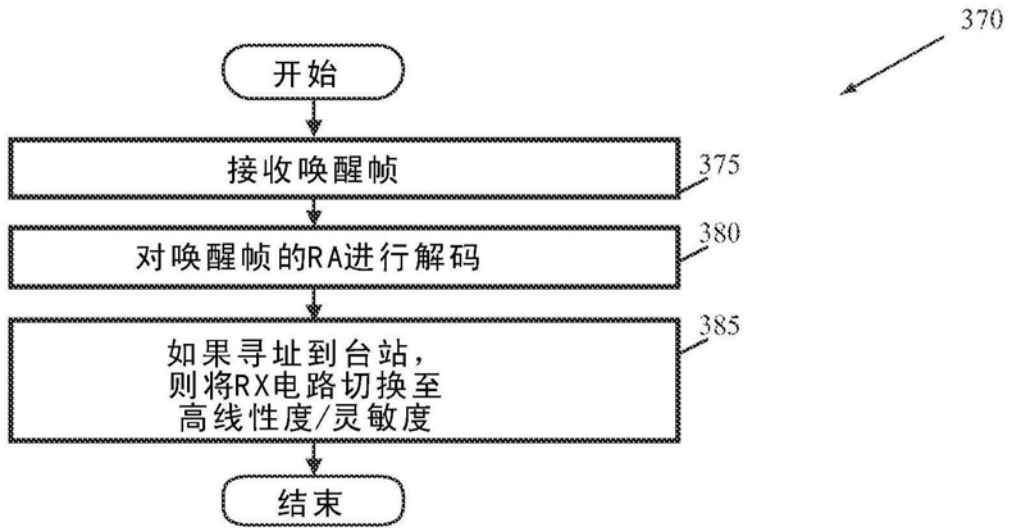 370
开始
接收唤醒帧
375
对唤醒帧的RA进行解码
380
如果寻址到台站，
则将RX电路切换至
高线性度/灵敏度
385
结束